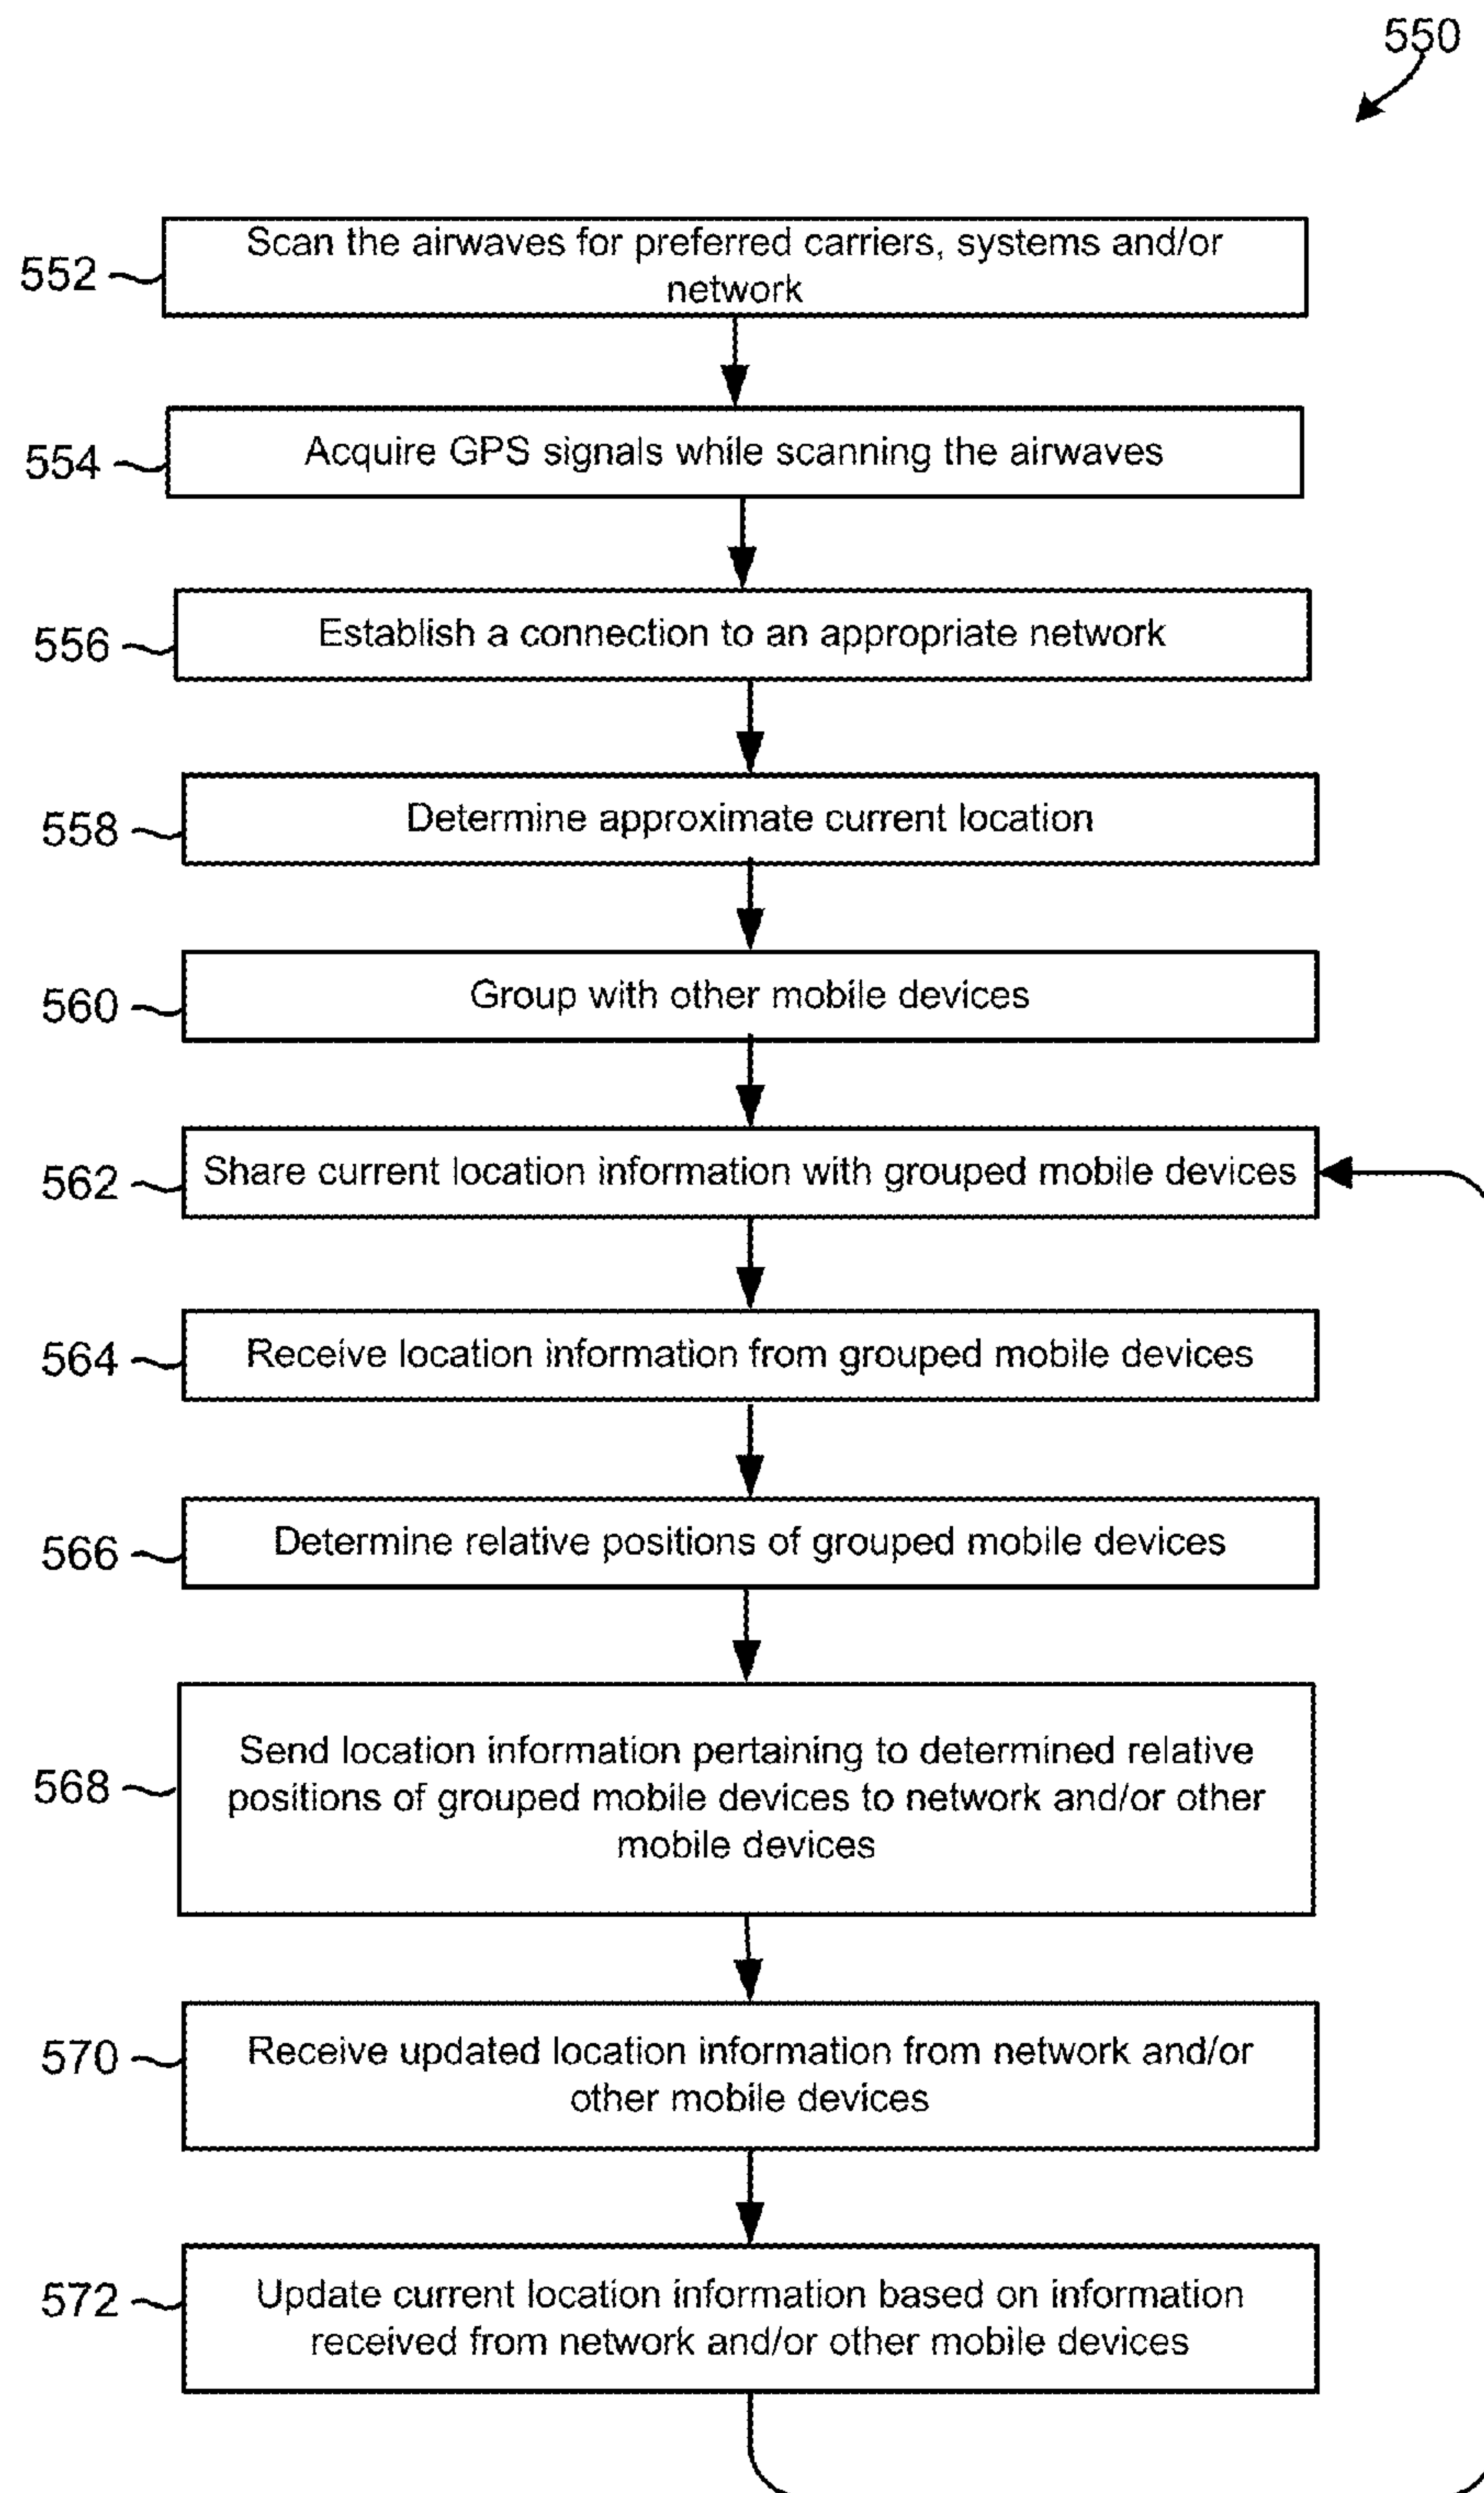 550
552
Scan the airwaves for preferred carriers, systems and/or
network
554
Acquire GPS signals while scanning the airwaves
556
Establish a connection to an appropriate network
558
Determine approximate current location
560
Group with other mobile devices
562
Share current location information with grouped mobile devices
564
Receive location information from grouped mobile devices
566
Determine relative positions of grouped mobile devices
568
Send location information pertaining to determined relative
positions of grouped mobile devices to network and/or other
mobile devices
570
Receive updated location information from network and/or
other mobile devices
572
Update current location information based on information
received from network and/or other mobile devices